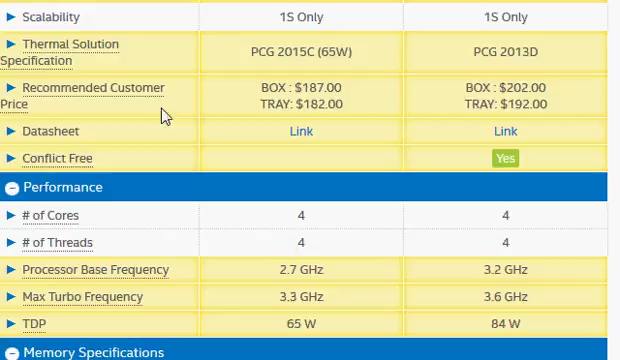 Scalability 1S Only 1S Only
Thermal Solution
Specification PCG 2015C (65W) PCG 2013D
Recommended Customer BOX : $187.00 BOX : $202.00
Price TRAY: $182.00 TRAY: $192.00
Datasheet Link Link
Conflict Free Yes
Performance
# of Cores 4 4
# of Threads 4 4
Processor Base Frequency 2.7 GHz 3.2 GHz
Max Turbo Frequency 3.3 GHz 3.6 GHz
TDP 65 W 84 W
Memory Specifications